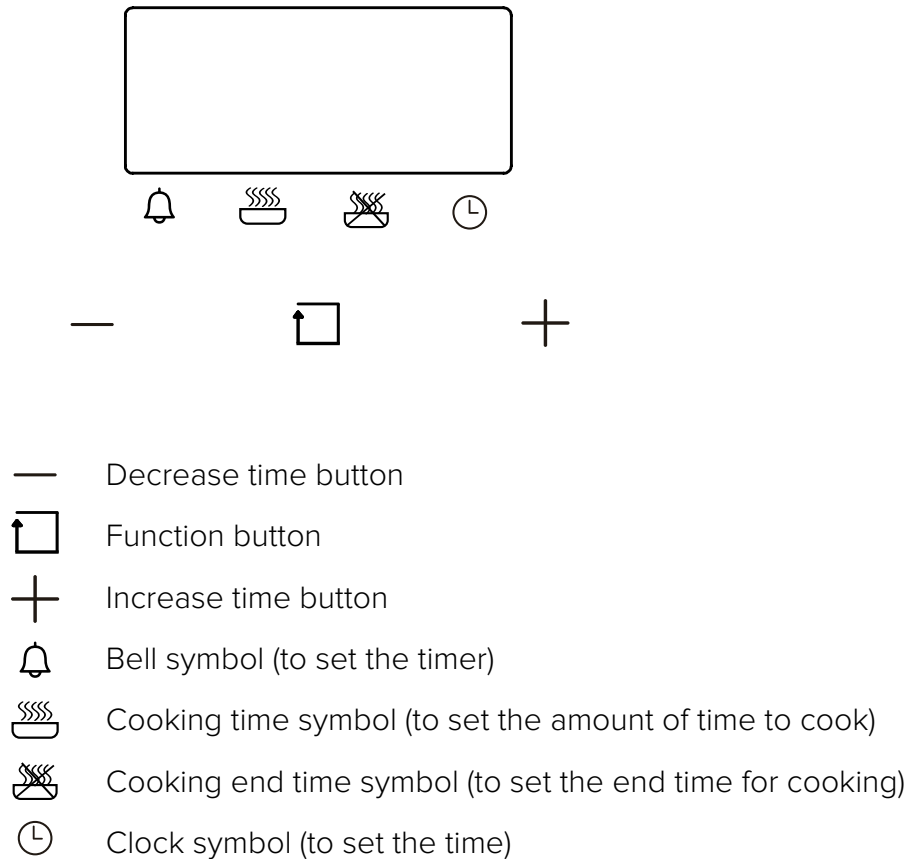 Decrease time button
Function button
Increase time button
Bell symbol (to set the timer)
Cooking time symbol (to set the amount of time to cook)
Cooking end time symbol (to set the end time for cooking)
Clock symbol (to set the time)